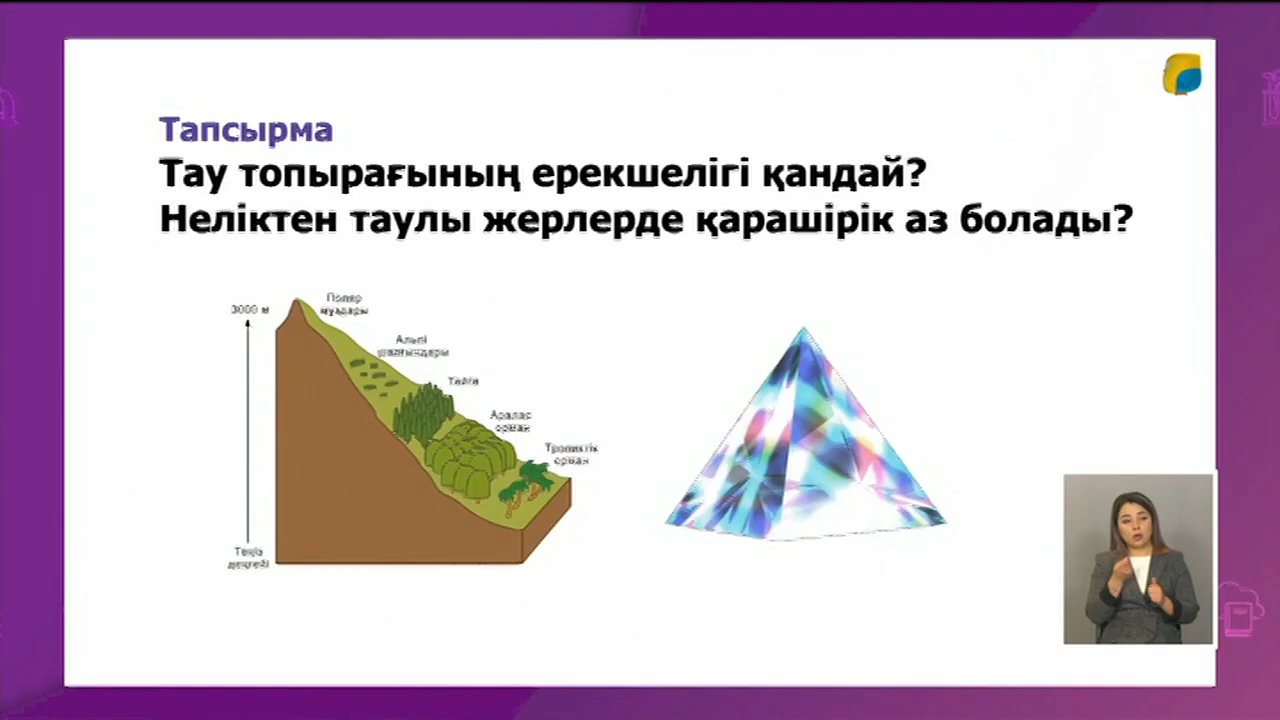 Тапсырма
Тау топырағының ерекшелігі қандай?
Неліктен таулы жерлерде қарашірік аз болады?
3000 м
Поляр
мұздары
Альпі
шалғындары
Тайга
Аралас
орман
Тропиктік
орман
Теңіз
деңгейі